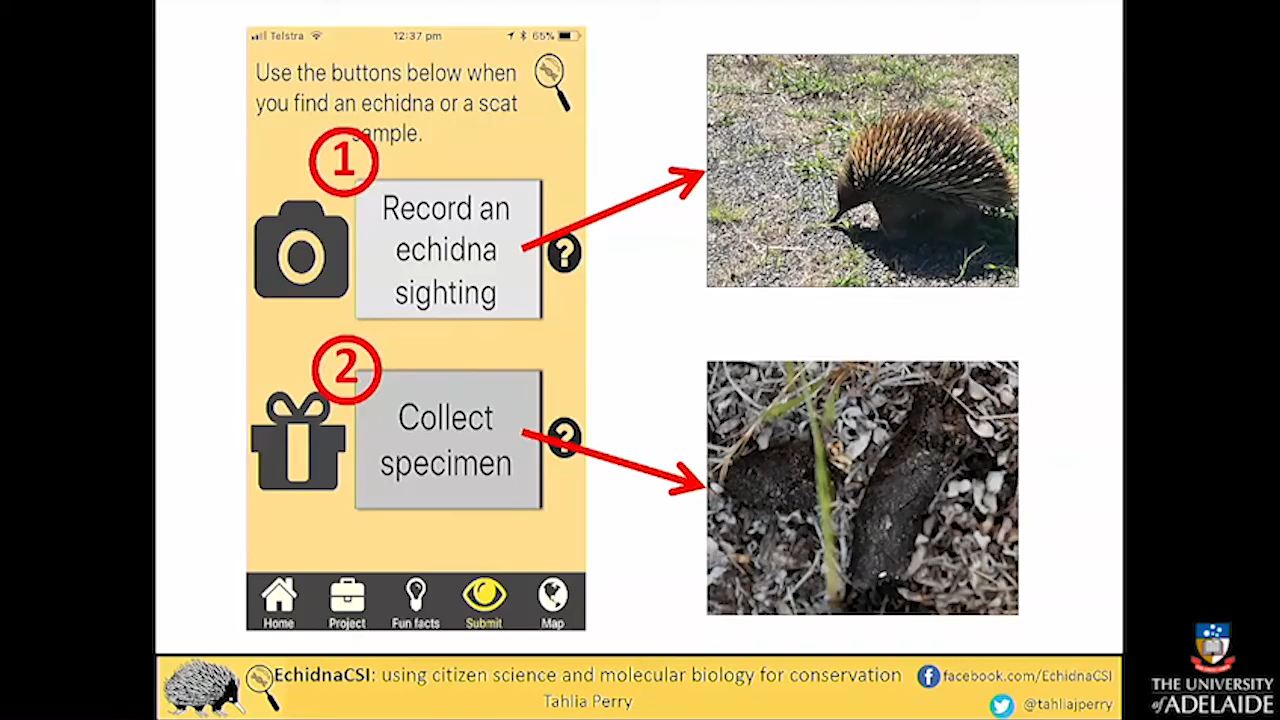 Telstra
12:37 pm
65%
Use the buttons below when
you find an echidna or a scat
sample.
1
Record an
echidna
sighting
?
2
Collect
specimen
?
Home
Project
Fun facts
Submit
Map
EchidnaCSI: using citizen science and molecular biology for conservation
Tahlia Perry
facebook.com/EchidnaCSI
@tahliajperry
THE UNIVERSITY
of ADELAIDE